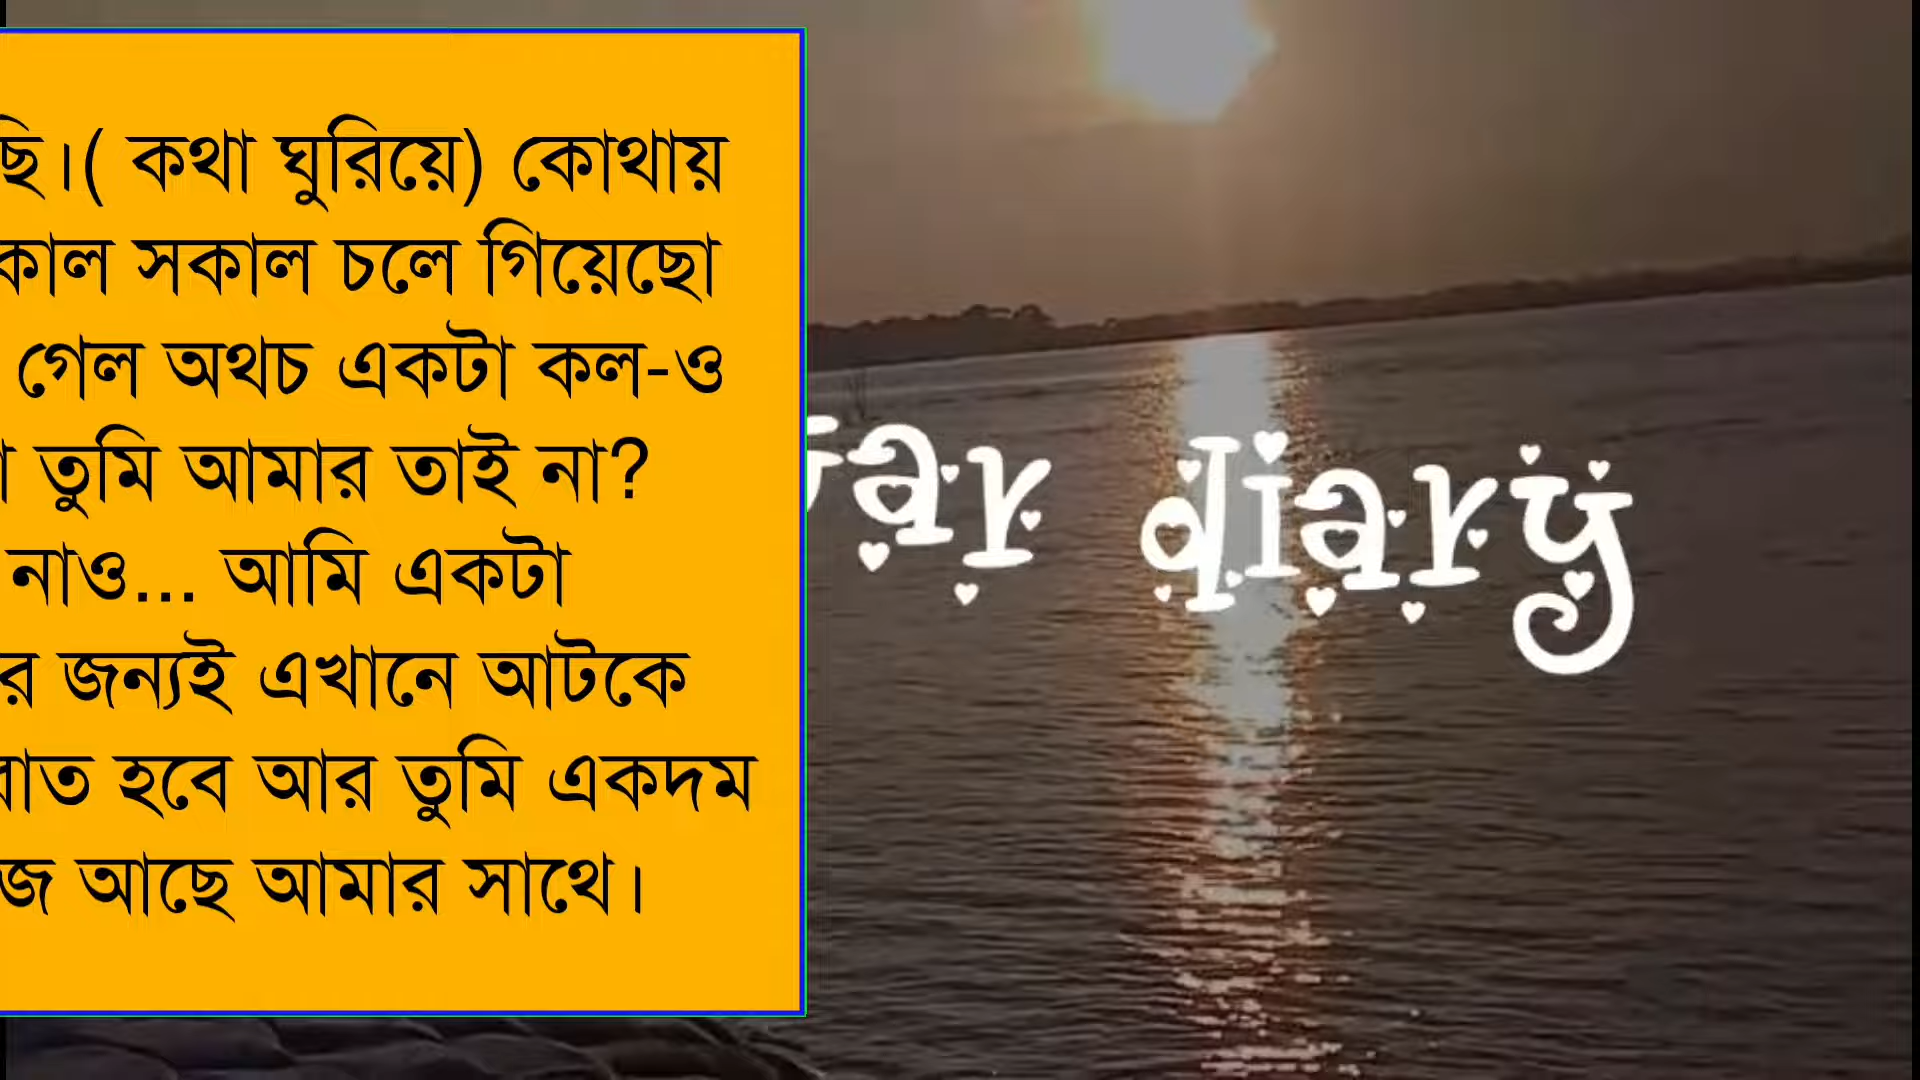 (কথা ঘুরিয়ে) কোথায়
সকাল চলে গিয়েছো
গেল অথচ একটা কল-ও
তুমি আমার তাই না?
নাও... আমি একটা
জন্যই এখানে আটকে
হবে আর তুমি একদম
আছে আমার সাথে।
diary